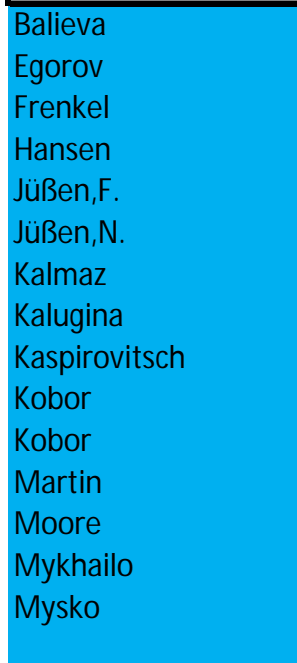 Balieva
Egorov
Frenkel
Hansen
Jüßen,F.
Jüßen,N.
Kalmaz
Kalugina
Kaspirovitsch
Kobor
Kobor
Martin
Moore
Mykhailo
Mysko